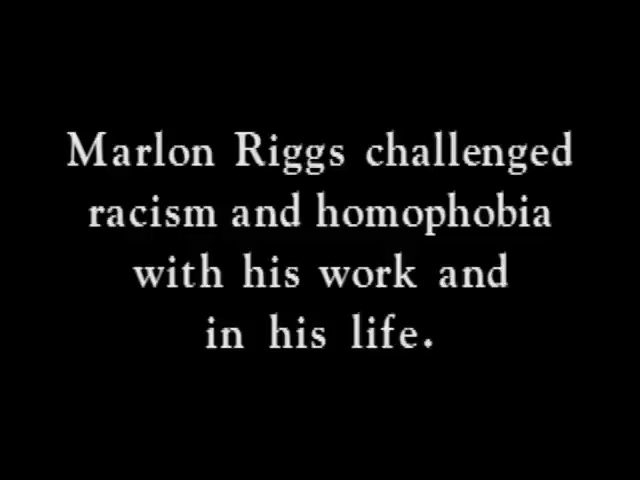 Marlon Riggs challenged
racism and homophobia
with his work and
in his life.